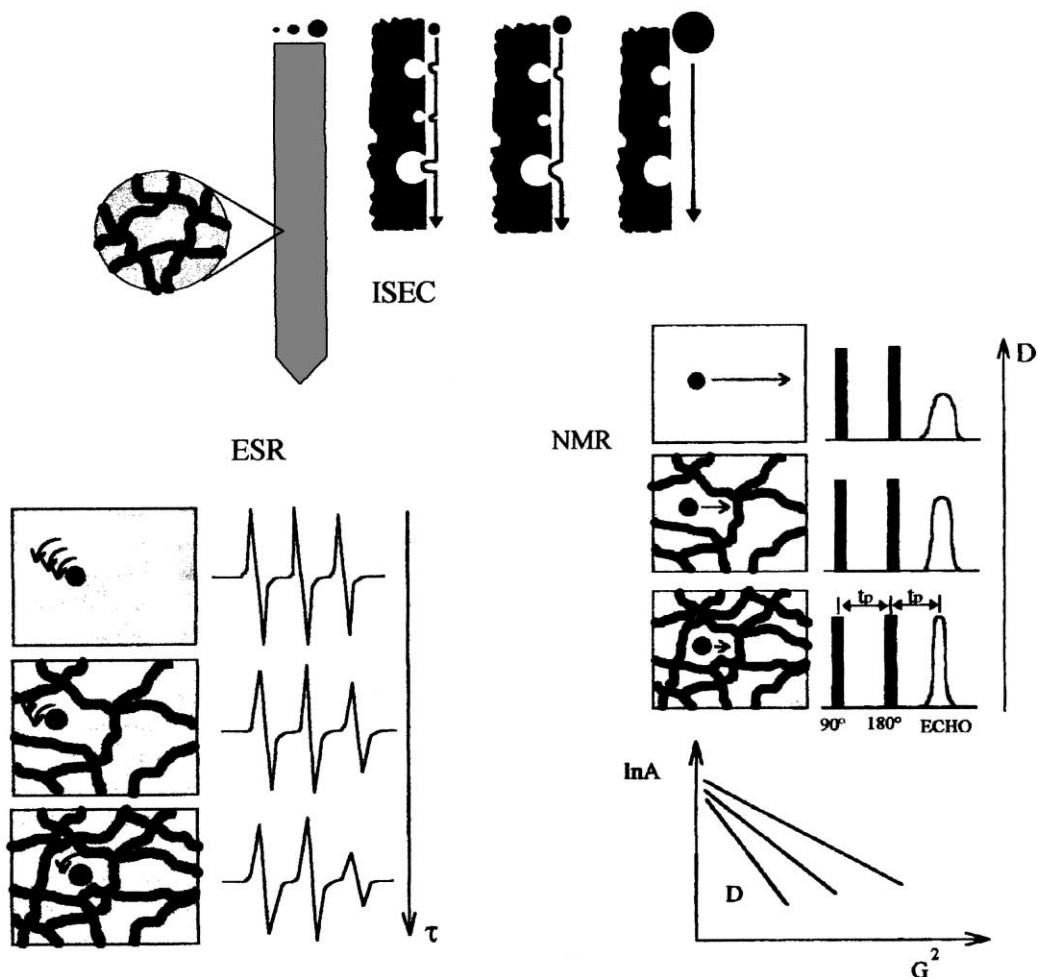 ISEC
D
NMR
ESR
tp tp
90° 180° ECHO
lnA
D
G²
τ